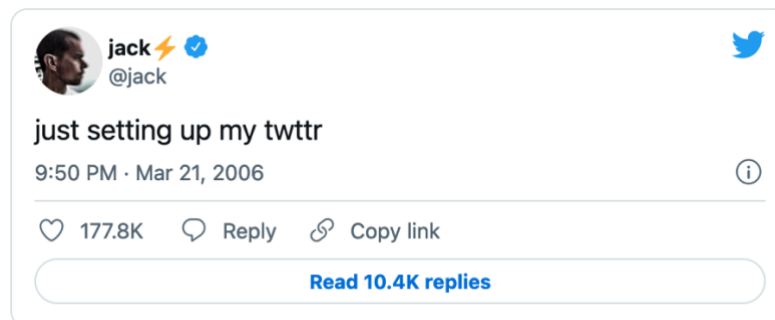 jack⚡
@jack
just setting up my twttr
9:50 PM · Mar 21, 2006
177.8K Reply Copy link
Read 10.4K replies